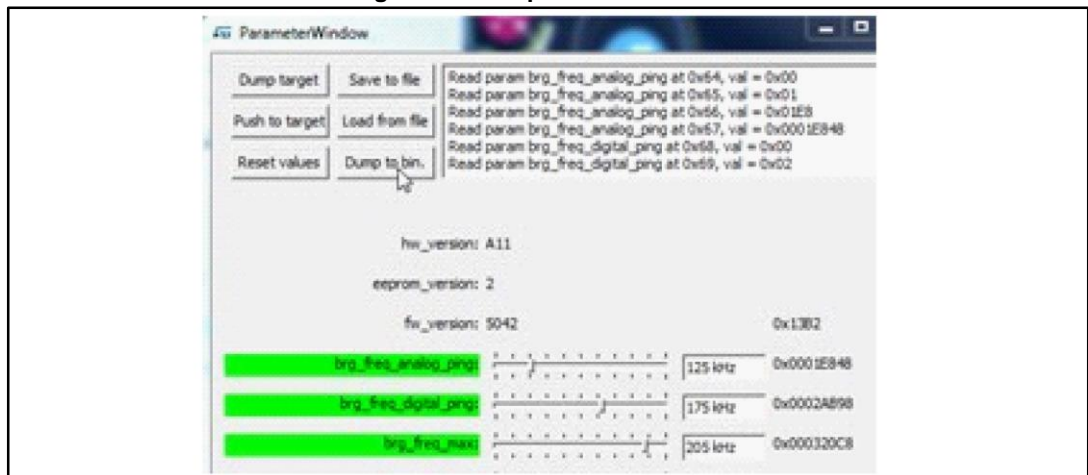 ParameterWindow
Dump target Save to file
Push to target Load from file
Reset values Dump to bin.
Read param brg_freq_analog_ping at 0x64, val = 0x00
Read param brg_freq_analog_ping at 0x65, val = 0x01
Read param brg_freq_analog_ping at 0x66, val = 0x01E8
Read param brg_freq_analog_ping at 0x67, val = 0x0001E848
Read param brg_freq_digital_ping at 0x68, val = 0x00
Read param brg_freq_digital_ping at 0x69, val = 0x02
hw_version: A11
eeprom_version: 2
fw_version: 5042 0x13B2
brg_freq_analog_ping: 125 kHz 0x0001E848
brg_freq_digital_ping: 175 kHz 0x0002AB98
brg_freq_max: 205 kHz 0x000320C8